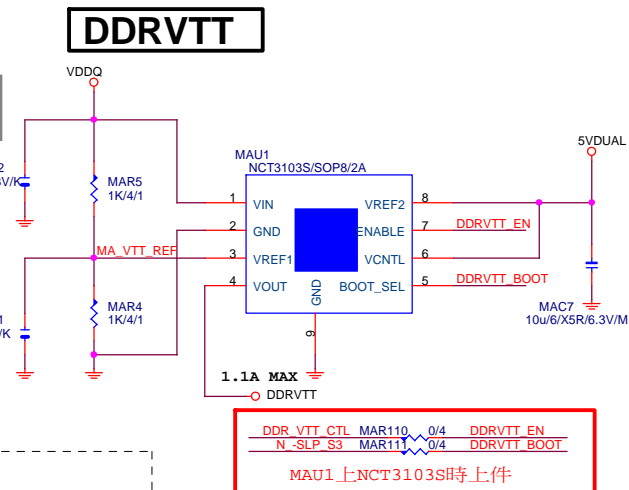 DDRVTT
VDDQ
5VDUAL
MAU1
NCT3103S/SOP8/2A
MAR5
1K/4/1
1 VIN
2 GND
3 VREF1
4 VOUT
VREF2 8
ENABLE 7
VCNTL 6
BOOT_SEL 5
GND
9
DDRVTT_EN
DDRVTT_BOOT
MA_VTT_REF
MAR4
1K/4/1
MAC7
10u/6/X5R/6.3V/M
1.1A MAX
DDRVTT
DDR_VTT_CTL MAR110 0/4 DDRVTT_EN
N_-SLP_S3 MAR111 0/4 DDRVTT_BOOT
MAU1上NCT3103S時上件